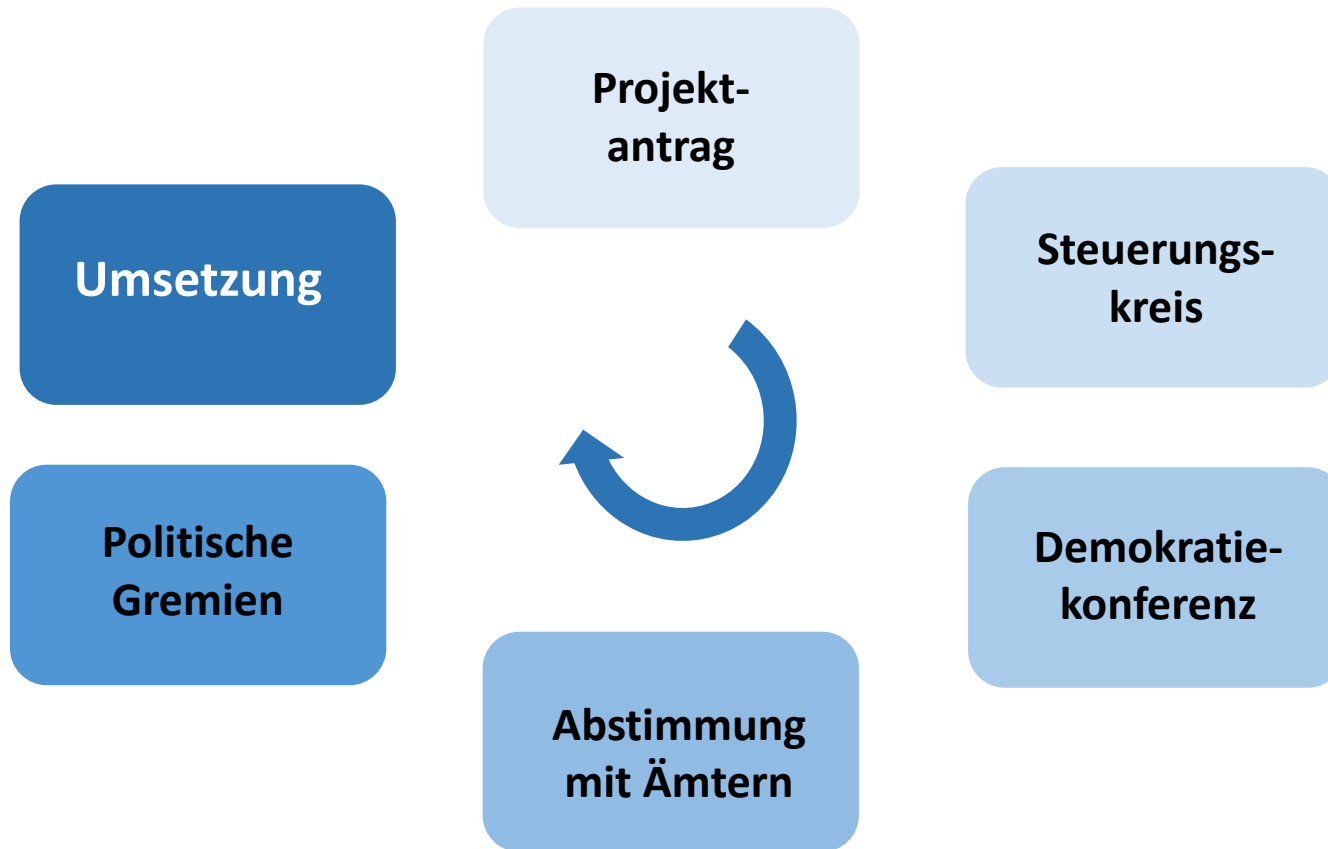 Projekt-
antrag
Steuerungs-
kreis
Demokratie-
konferenz
Abstimmung
mit Ämtern
Politische
Gremien
Umsetzung